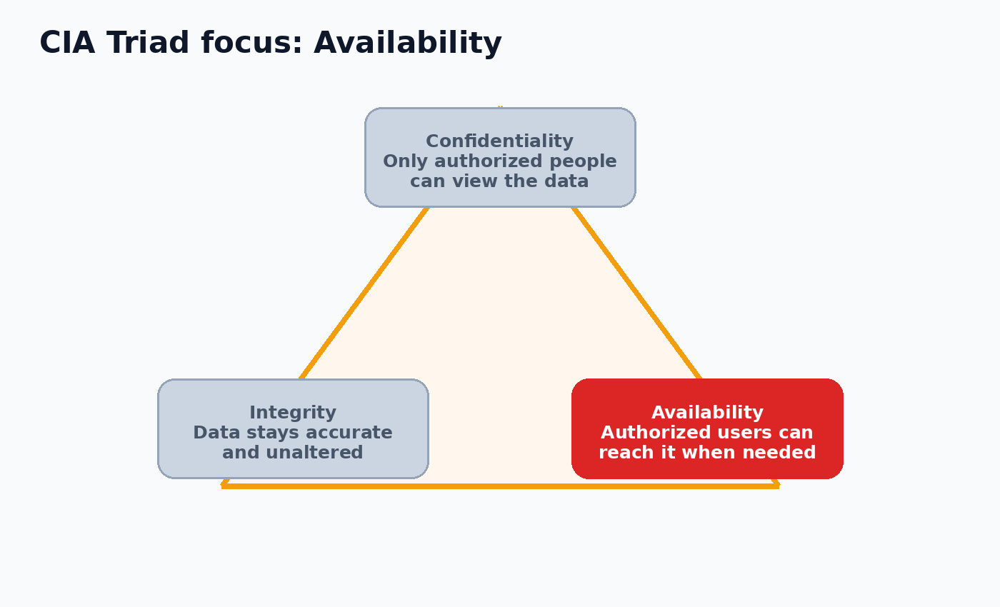 CIA Triad focus: Availability
Confidentiality
Only authorized people
can view the data
Integrity
Data stays accurate
and unaltered
Availability
Authorized users can
reach it when needed